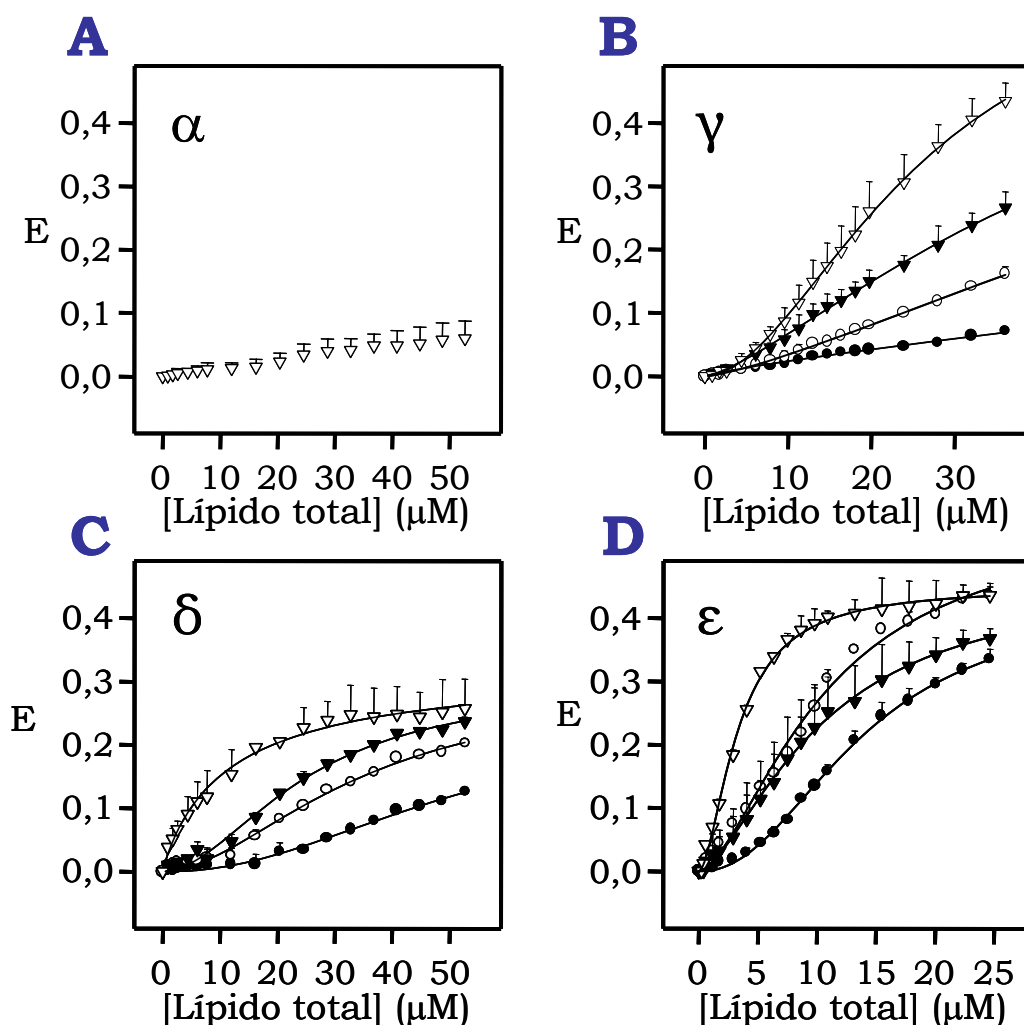 A B
α γ
0,4 0,4
0,3 0,3
E 0,2 E 0,2
0,1 0,1
0,0 0,0
0 10 20 30 40 50 0 10 20 30
[Lípido total] (μM) [Lípido total] (μM)
C D
δ ε
0,4 0,4
0,3 0,3
E 0,2 E 0,2
0,1 0,1
0,0 0,0
0 10 20 30 40 50 0 5 10 15 20 25
[Lípido total] (μM) [Lípido total] (μM)